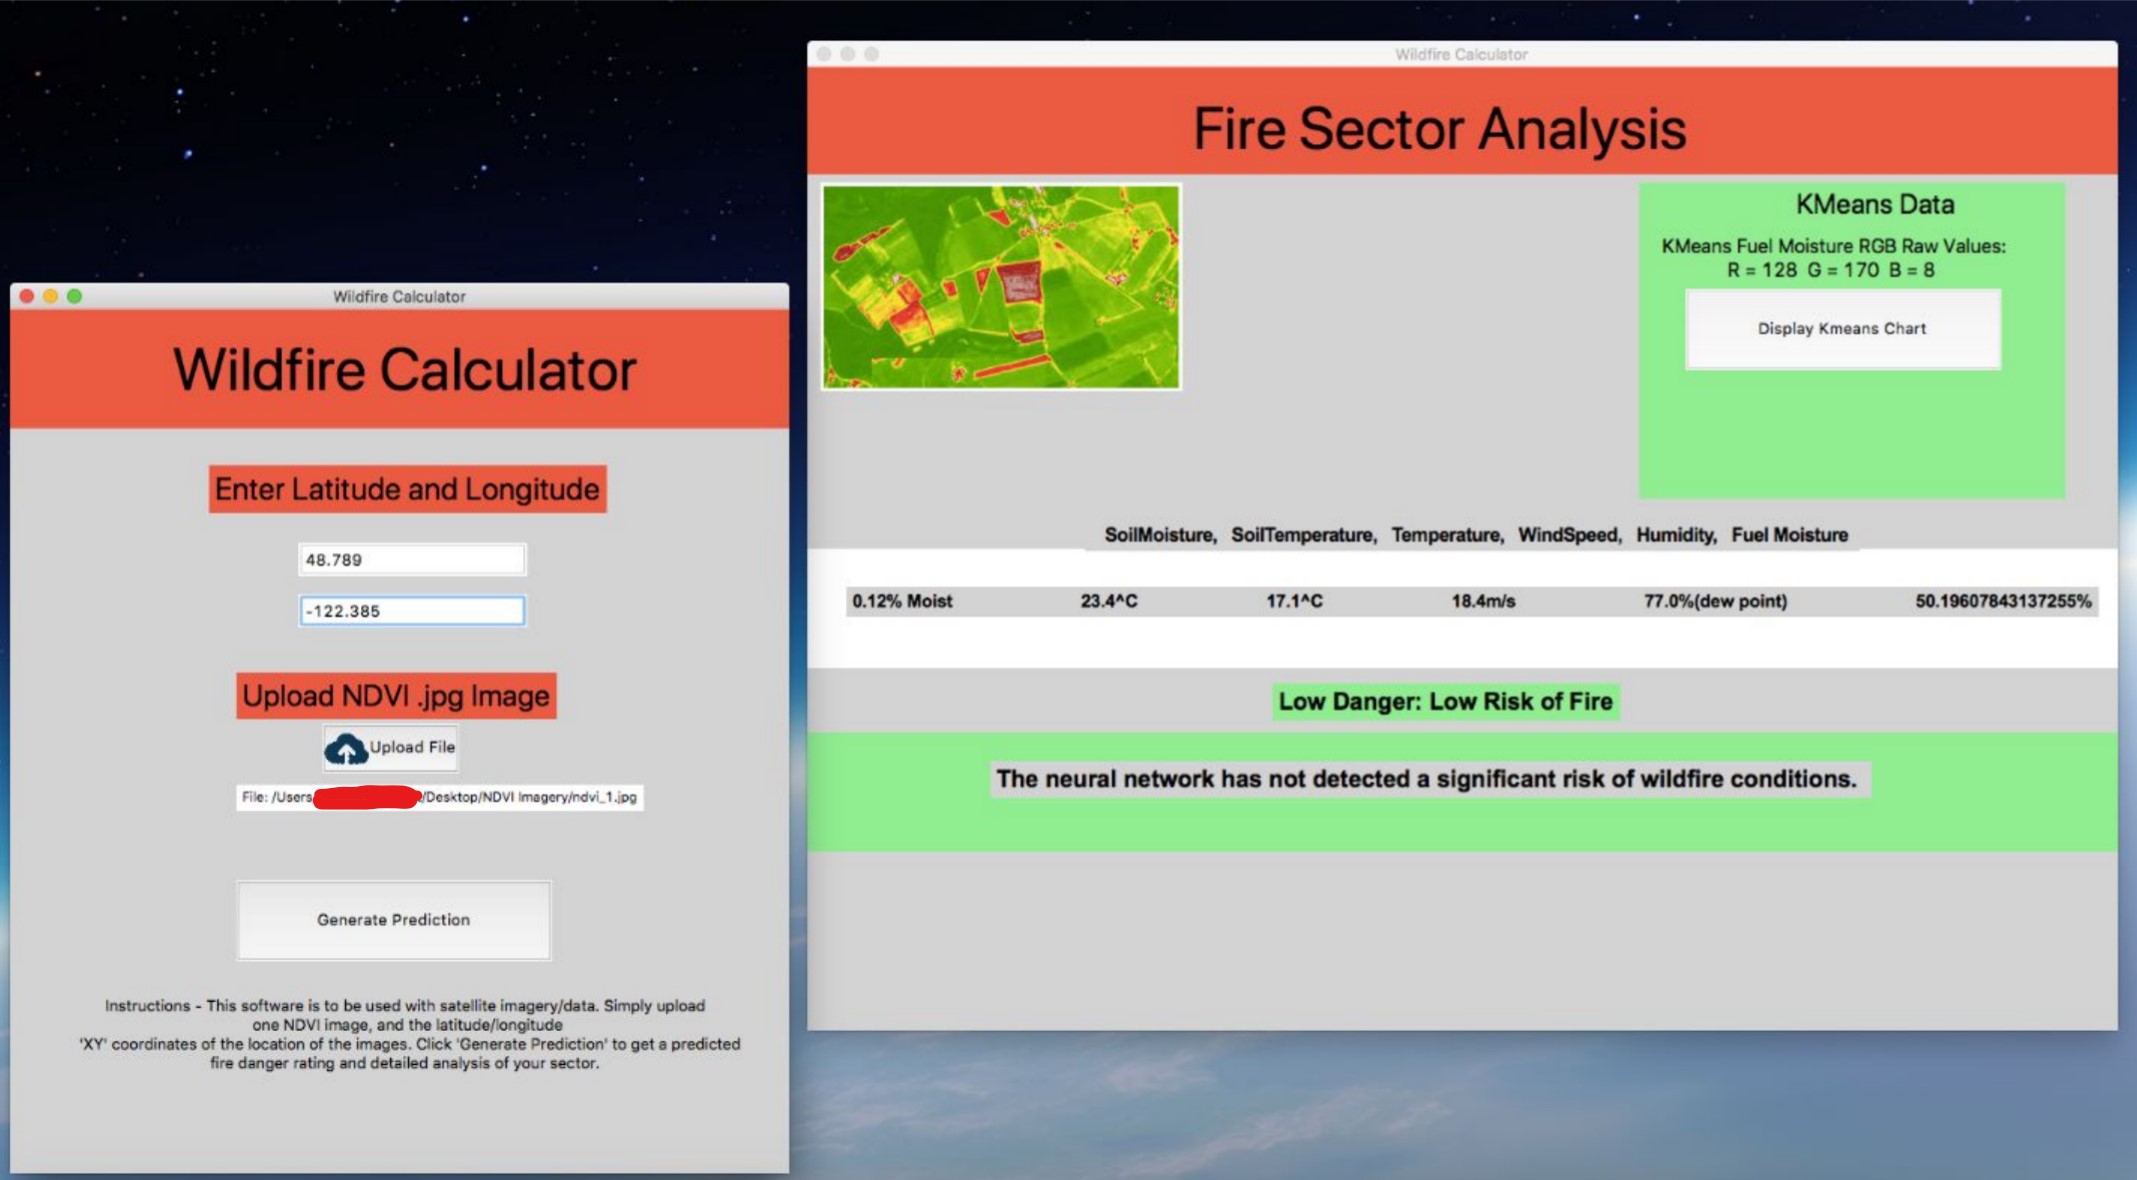 Wildfire Calculator
Wildfire Calculator
Enter Latitude and Longitude
48.789
-122.385
Upload NDVI .jpg Image
Upload File
File: /Users /Desktop/NDVI Imagery/ndvi_1.jpg
Generate Prediction
Instructions - This software is to be used with satellite imagery/data. Simply upload
one NDVI image, and the latitude/longitude
'XY' coordinates of the location of the images. Click 'Generate Prediction' to get a predicted
fire danger rating and detailed analysis of your sector.
Wildfire Calculator
Fire Sector Analysis
KMeans Data
KMeans Fuel Moisture RGB Raw Values:
R = 128 G = 170 B = 8
Display Kmeans Chart
SoilMoisture, SoilTemperature, Temperature, WindSpeed, Humidity, Fuel Moisture
0.12% Moist 23.4^C 17.1^C 18.4m/s 77.0%(dew point) 50.19607843137255%
Low Danger: Low Risk of Fire
The neural network has not detected a significant risk of wildfire conditions.